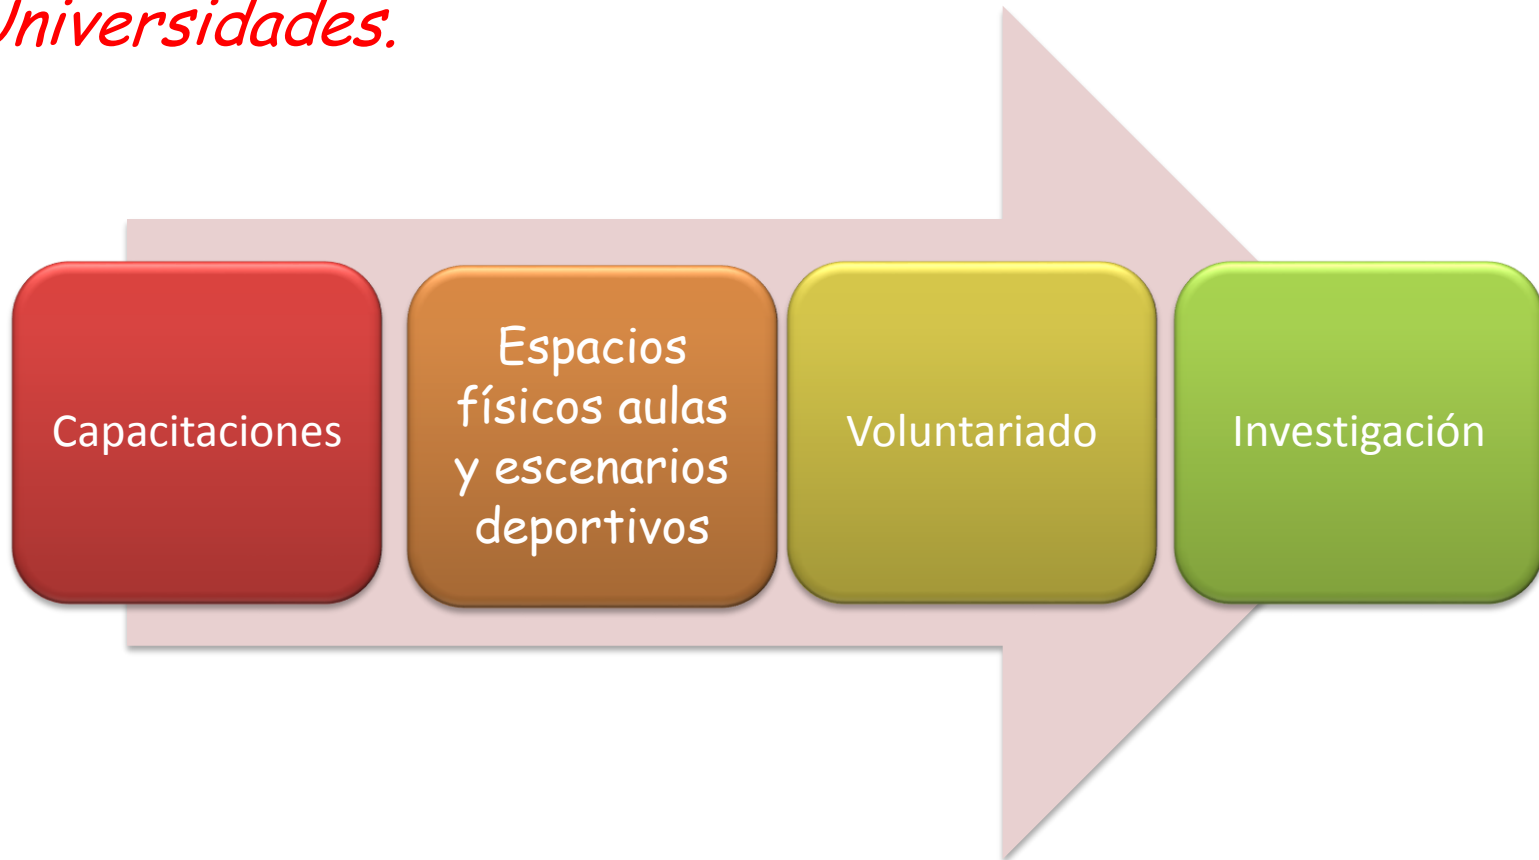 Universidades.
Capacitaciones
Espacios
físicos aulas
y escenarios
deportivos
Voluntariado
Investigación